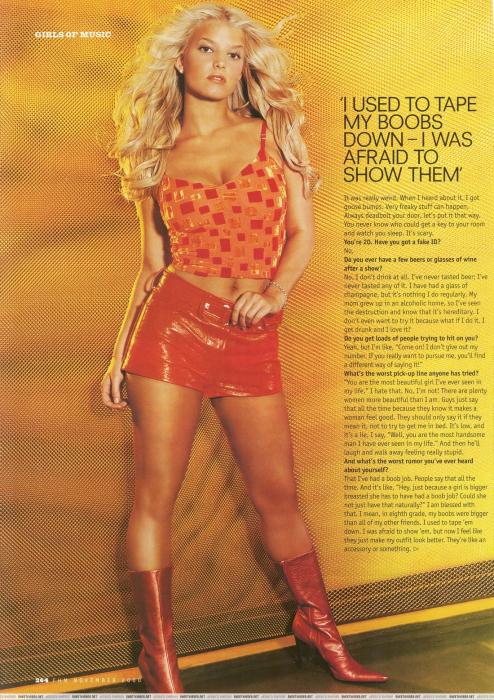 GIRLS OF MUSIC
'I USED TO TAPE
MY BOOBS
DOWN – I WAS
AFRAID TO
SHOW THEM'
It was really weird. When I heard about it, I got
goose bumps. Very freaky stuff can happen.
Always deadbolt your door, let's put it that way.
You never know who could get a key to your room
and watch you sleep. It's scary.
You're 20. Have you got a fake ID?
No.
Do you ever have a few beers or glasses of wine
after a show?
No, I don't drink at all. I've never tasted beer; I've
never tasted any of it. I have had a glass of
champagne, but it's nothing I do regularly. My
mom grew up in an alcoholic home, so I've seen
the destruction and know that it's hereditary. I
don't even want to try it because what if I do, I
get drunk and I love it?
Do you get loads of people trying to hit on you?
Yeah, but I'm like, "Come on! I don't give out my
number. If you really want to pursue me, you'll find
a different way of saying it!"
What's the worst pick-up line anyone has tried?
"You are the most beautiful girl I've ever seen in
my life." I hate that. No, I'm not! There are plenty
women more beautiful than I am. Guys just say
that all the time because they know it makes a
woman feel good. They should only say it if they
mean it, not to try to get me in bed. It's low, and
it's a lie. I say, "Well, you are the most handsome
man I have ever seen in my life." And then he'll
laugh and walk away feeling really stupid.
And what's the worst rumor you've ever heard
about yourself?
That I've had a boob job. People say that all the
time. And it's like, "Hey, just because a girl is bigger
breasted she has to have had a boob job? Could she
not just have that naturally?" I am blessed with
that. I mean, in eighth grade, my boobs were bigger
than all of my other friends. I used to tape 'em
down. I was afraid to show 'em, but now I feel like
they just make my outfit look better. They're like an
accessory or something. ▷
264 FHM NOVEMBER 2000